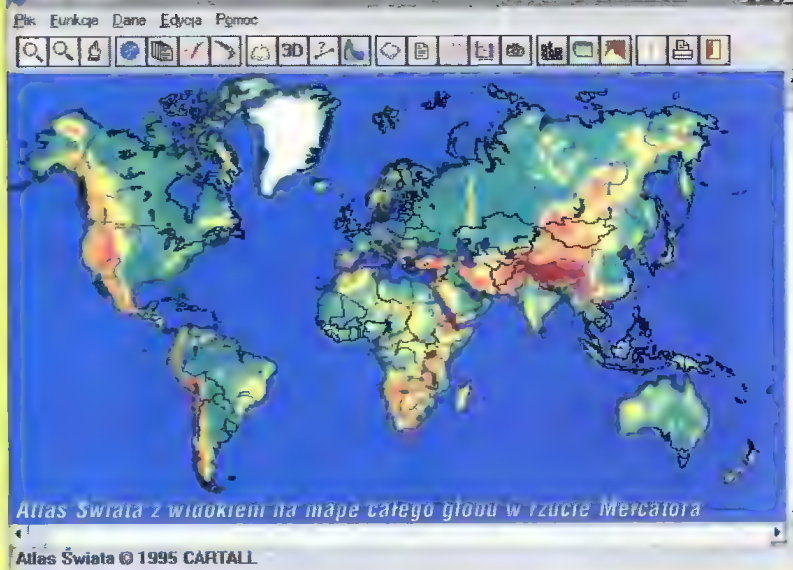 Plik Funkcje Dane Edycja Pomoc
3D
Atlas Świata z widokiem na mapę całego globu w rzucie Mercatora
Atlas Świata © 1995 CARTALL